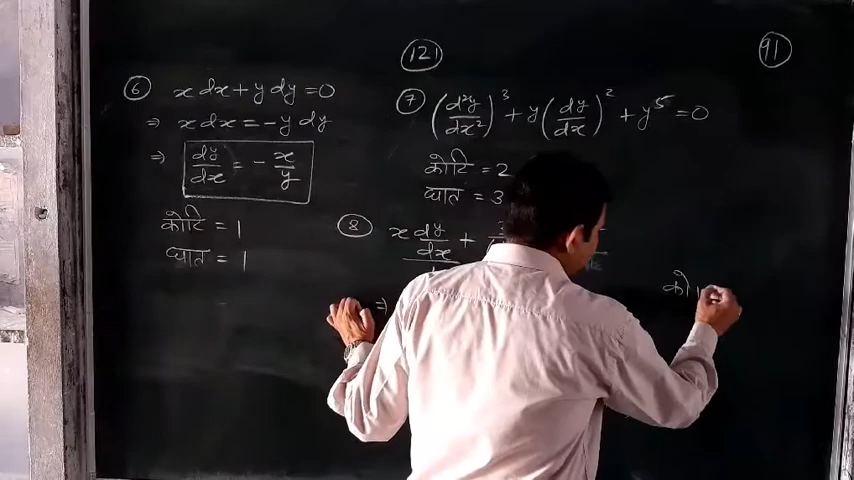 121
91
⑥ x dx + y dy = 0
⇒ x dx = -y dy
⇒ dy/dx = - x/y
कोटि = 1
घात = 1
⑦ (d²y/dx²)³ + y(dy/dx)² + y⁵ = 0
कोटि = 2
घात = 3
⑧ x dy/dx +
⇒